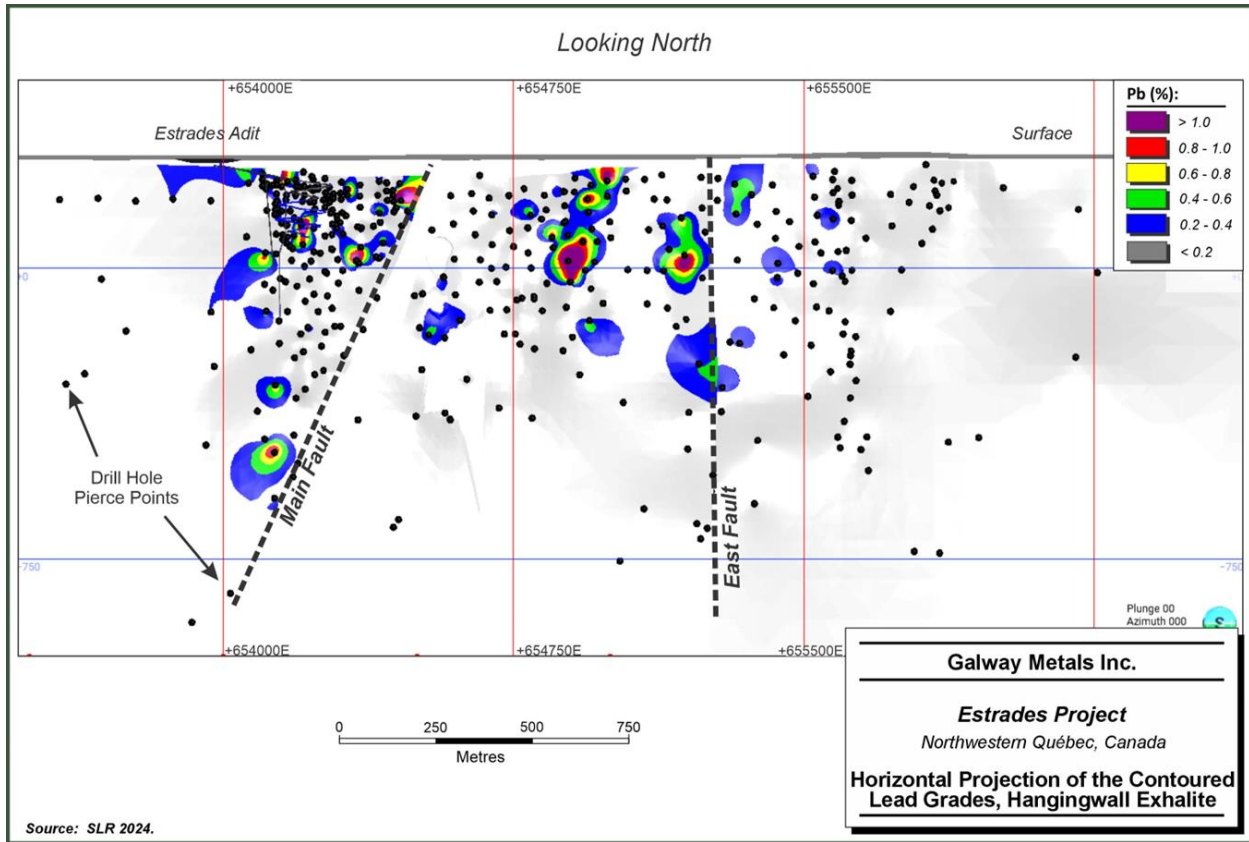 Looking North
+654000E
+654750E
+655500E
Estrades Adit
Surface
Pb (%):
> 1.0
0.8 - 1.0
0.6 - 0.8
0.4 - 0.6
0.2 - 0.4
< 0.2
Drill Hole
Pierce Points
Main Fault
East Fault
-750
-750
Plunge 00
Azimuth 000
S
+654000E
+654750E
+655500E
0
250
500
750
Metres
Galway Metals Inc.
Estrades Project
Northwestern Québec, Canada
Horizontal Projection of the Contoured
Lead Grades, Hangingwall Exhalite
Source: SLR 2024.